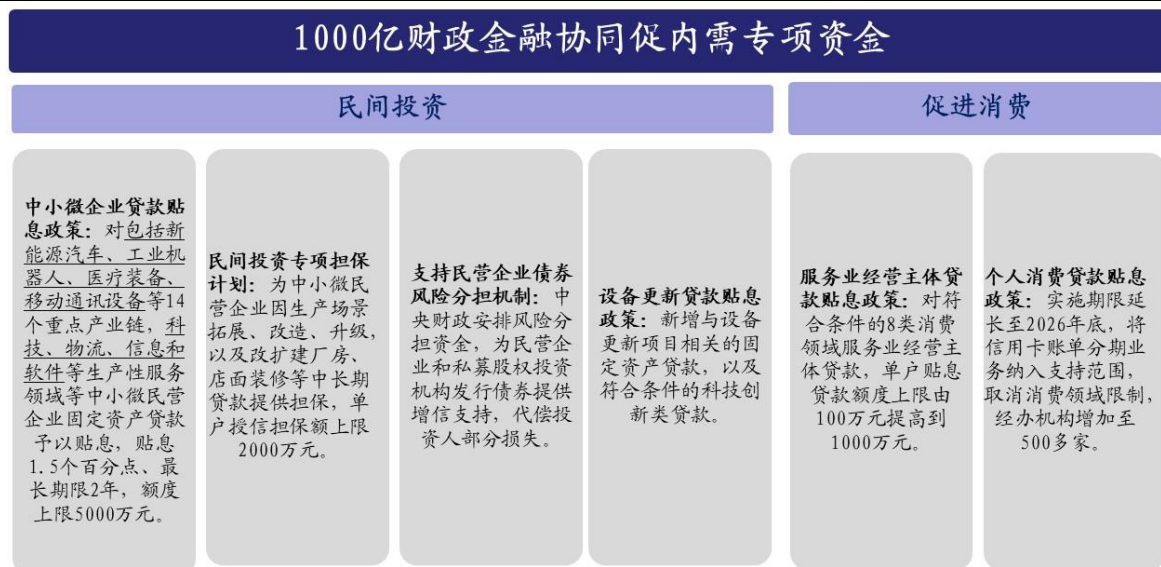 1000亿财政金融协同促内需专项资金
民间投资
促进消费
中小微企业贷款贴
息政策：对包括新
能源汽车、工业机
器人、医疗装备、
移动通讯设备等14
个重点产业链，科
技、物流、信息和
软件等生产性服务
领域等中小微民营
企业固定资产贷款
予以贴息，贴息
1.5个百分点、最
长期限2年，额度
上限5000万元。
民间投资专项担保
计划：为中小微民
营企业因生产场景
拓展、改造、升级，
以及改扩建厂房、
店面装修等中长期
贷款提供担保，单
户授信担保额上限
2000万元。
支持民营企业债券
风险分担机制：中
央财政安排风险分
担资金，为民营企
业和私募股权投资
机构发行债券提供
增信支持，代偿投
资人部分损失。
设备更新贷款贴息
政策：新增与设备
更新项目相关的固
定资产贷款，以及
符合条件的科技创
新类贷款。
服务业经营主体贷
款贴息政策：对符
合条件的8类消费
领域服务业经营主
体贷款，单户贴息
贷款额度上限由
100万元提高到
1000万元。
个人消费贷款贴息
政策：实施期限延
长至2026年底，将
信用卡账单分期业
务纳入支持范围，
取消消费领域限制，
经办机构增加至
500多家。